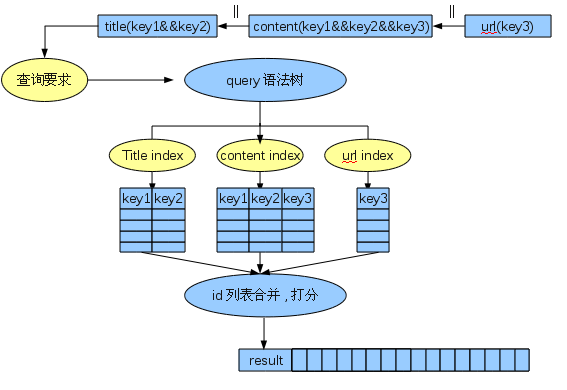 || ||
title(key1&&key2) content(key1&&key2&&key3) url(key3)
查询要求 query 语法树
Title index content index url index
key1 key2 key1 key2 key3 key3
id 列表合并 , 打分
result